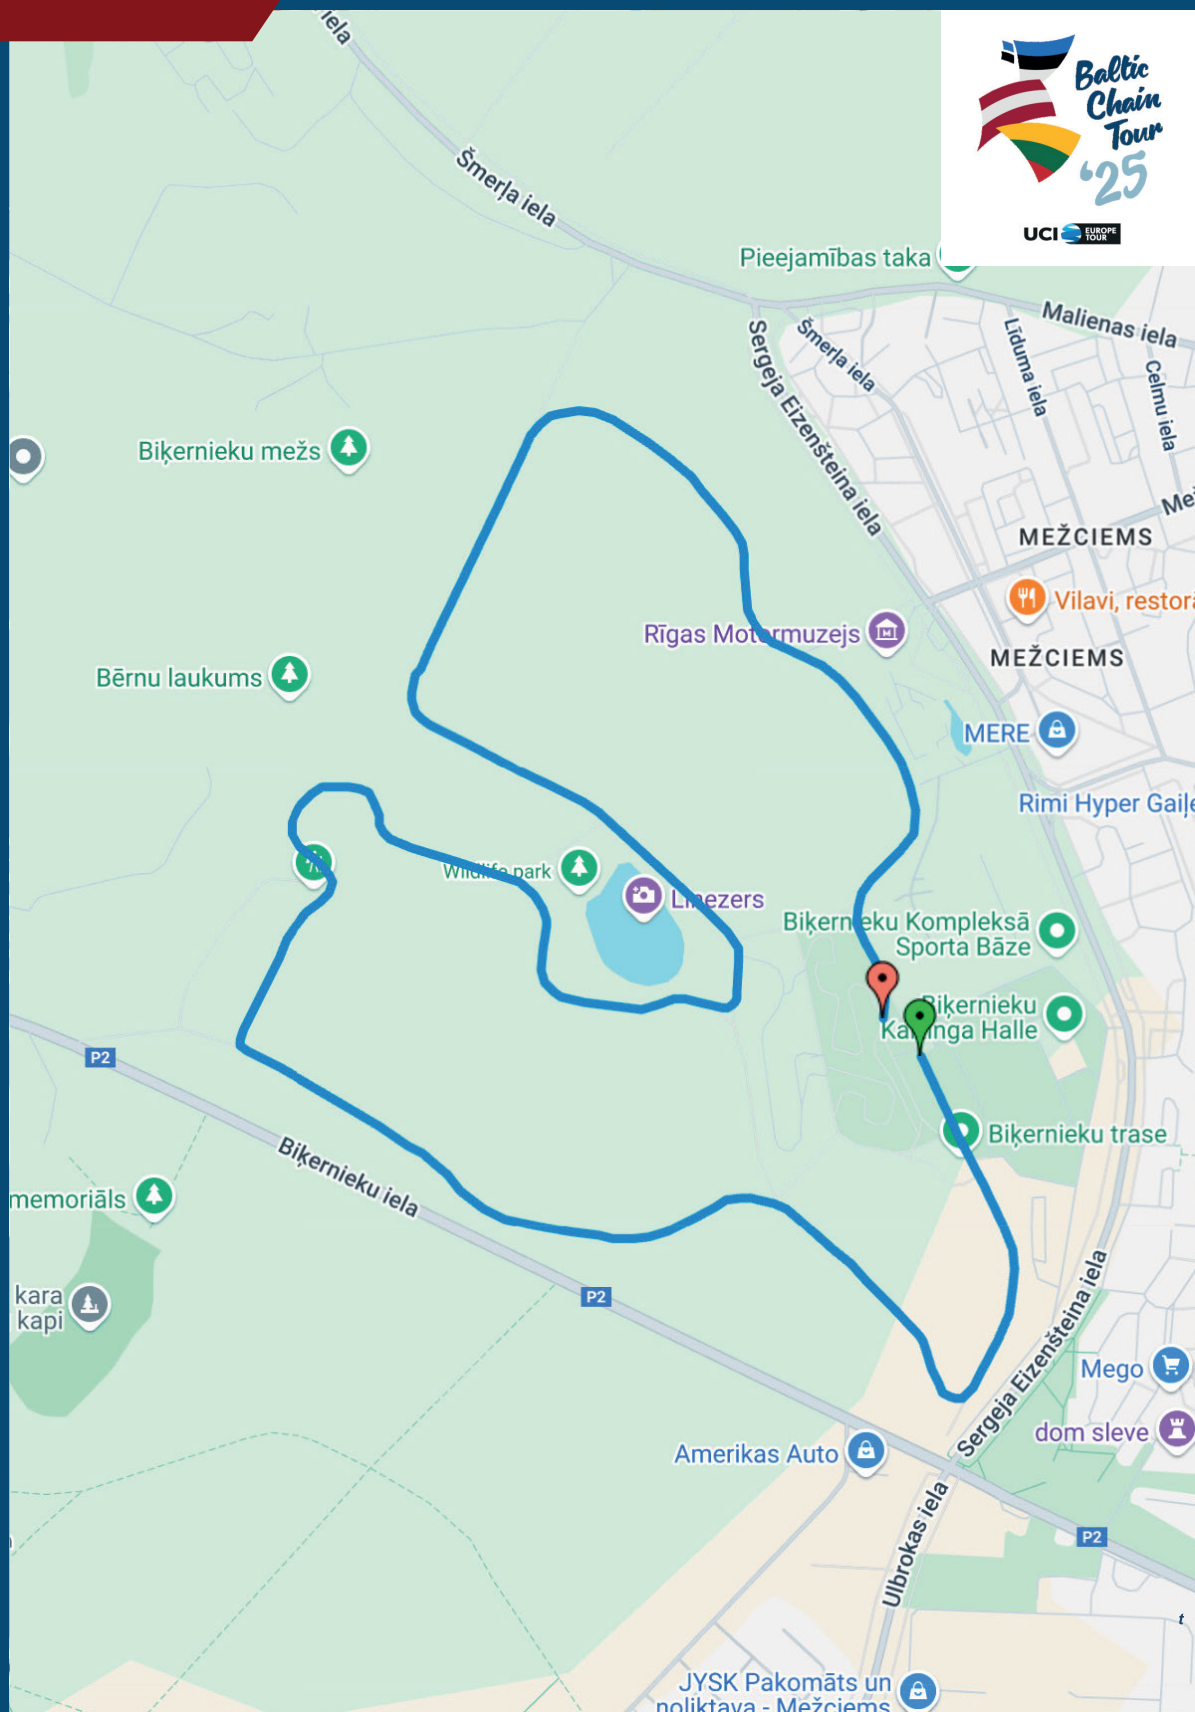 iela
Baltic
Chain
Tour
'25
UCI EUROPE
TOUR
Šmerļa iela
Pieejamības taka
Malienas iela
Sergeja Eizenšteina iela
Šmerļa iela
Līduma iela
Celmu iela
Biķernieku mežs
Mež
MEŽCIEMS
Vilavi, restorā
Rīgas Motormuzejs
MEŽCIEMS
Bērnu laukums
MERE
Rimi Hyper Gaiļe
Wildlife park
Linezers
Biķernieku Kompleksā
Sporta Bāze
Biķernieku
Kartinga Halle
P2
Biķernieku trase
Biķernieku iela
memoriāls
kara
kapi
P2
Sergeja Eizenšteina iela
Mego
dom sleve
Amerikas Auto
Ulbrokas iela
P2
t
JYSK Pakomāts un
noliktava - Mežciems